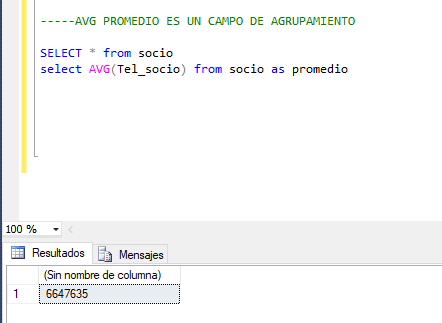 -----AVG PROMEDIO ES UN CAMPO DE AGRUPAMIENTO
SELECT * from socio
select AVG(Tel_socio) from socio as promedio
100 %
Resultados
Mensajes
(Sin nombre de columna)
1
6647635